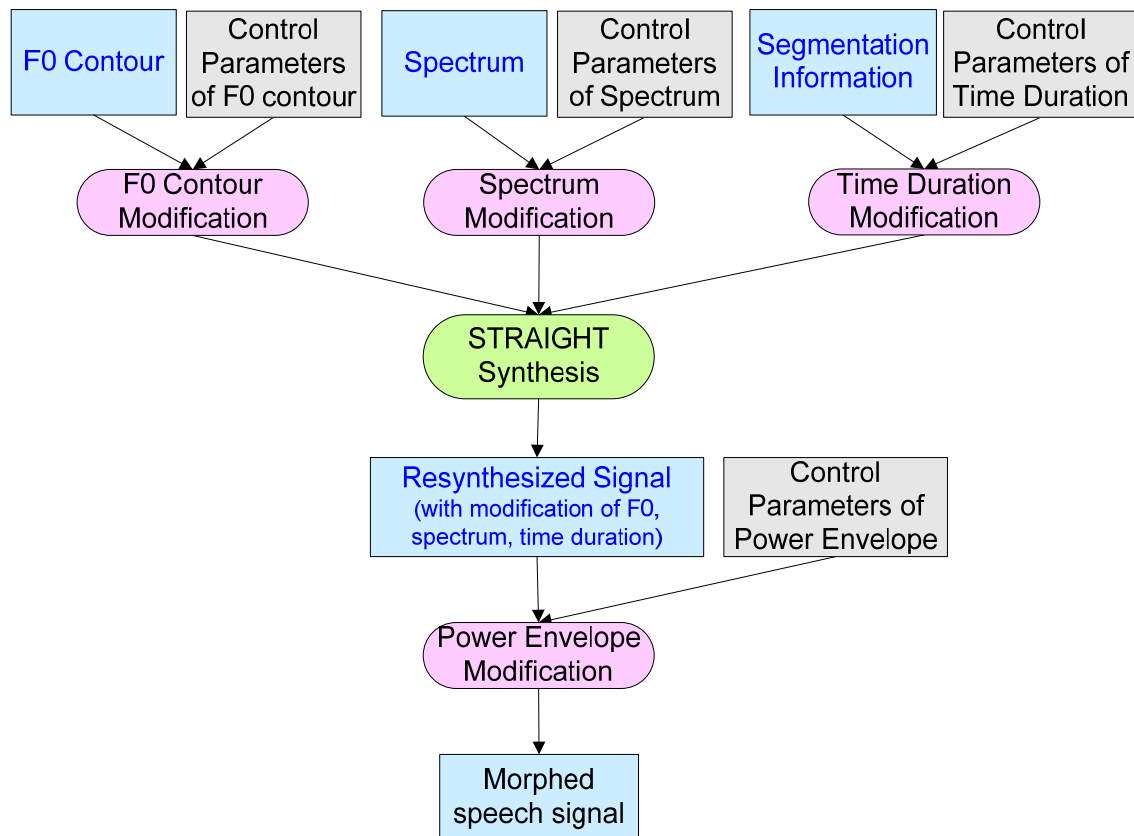 F0 Contour
Control
Parameters
of F0 contour
Spectrum
Control
Parameters
of Spectrum
Segmentation
Information
Control
Parameters of
Time Duration
F0 Contour
Modification
Spectrum
Modification
Time Duration
Modification
STRAIGHT
Synthesis
Resynthesized Signal
(with modification of F0,
spectrum, time duration)
Control
Parameters of
Power Envelope
Power Envelope
Modification
Morphed
speech signal